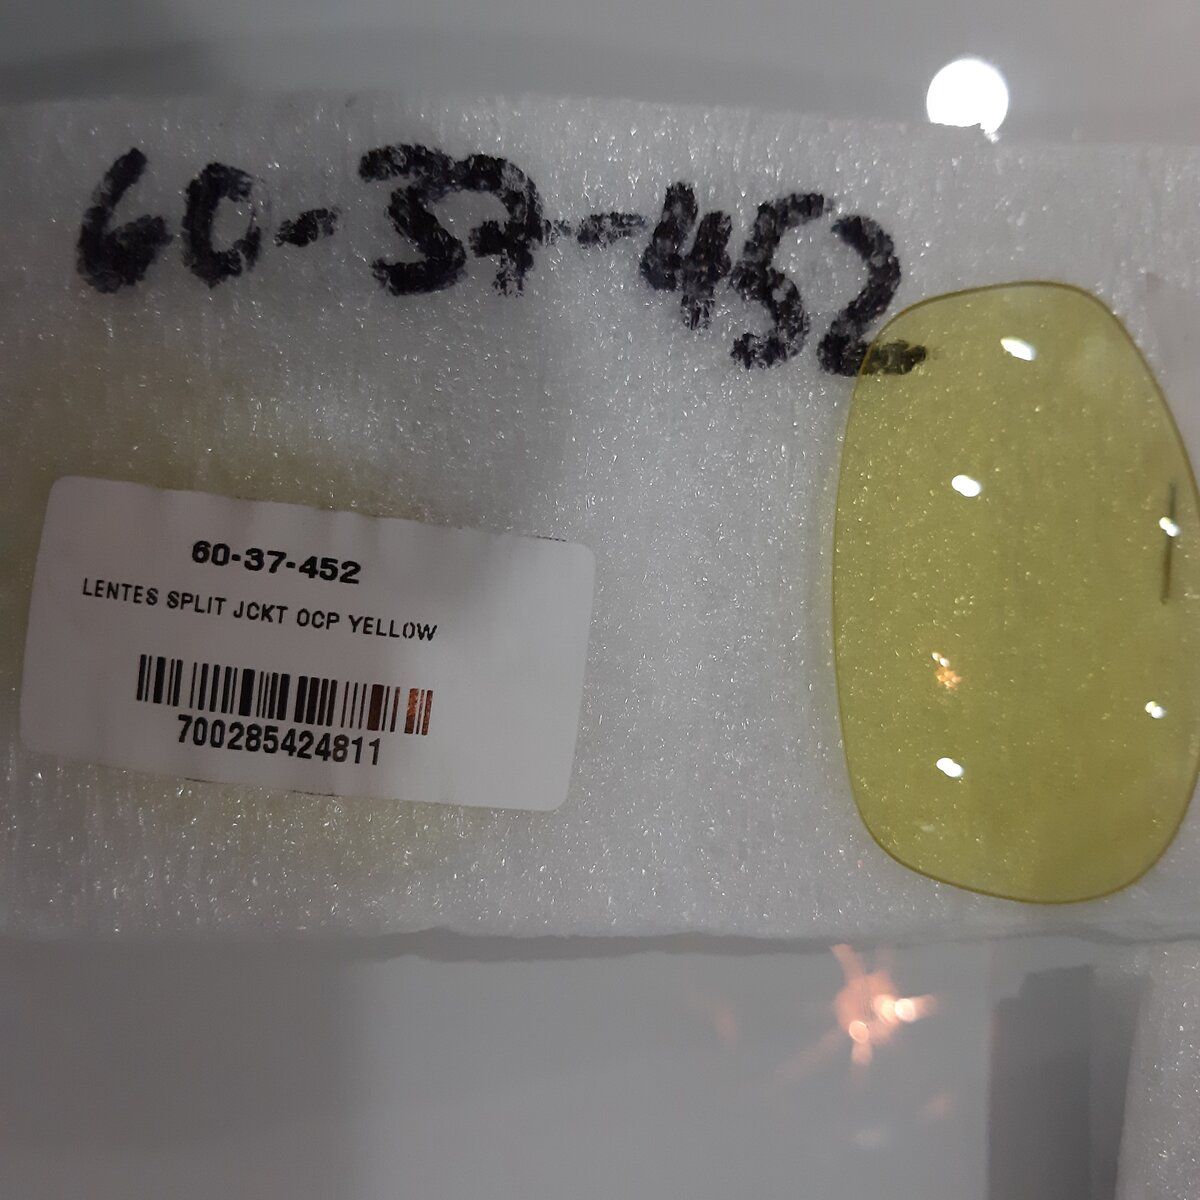 60-37-452
60-37-452
LENTES SPLIT JCKT OCP YELLOW
700285424811